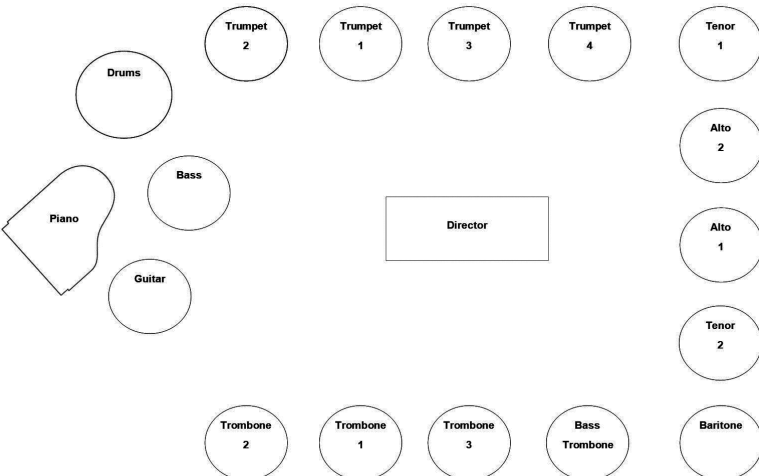 Trumpet
2
Trumpet
1
Trumpet
3
Trumpet
4
Tenor
1
Drums
Alto
2
Bass
Piano
Director
Alto
1
Guitar
Tenor
2
Trombone
2
Trombone
1
Trombone
3
Bass
Trombone
Baritone